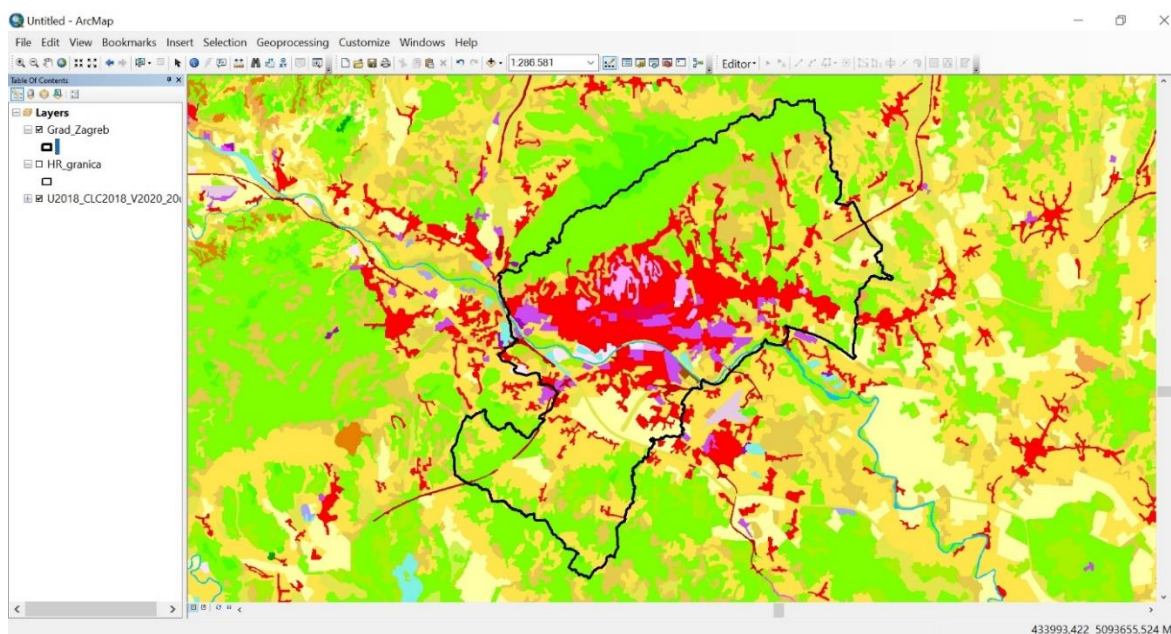 Untitled - ArcMap
File Edit View Bookmarks Insert Selection Geoprocessing Customize Windows Help
1:286.581 Editor
Table Of Contents
Layers
Grad_Zagreb
HR_granica
U2018_CLC2018_V2020_20u
433993,422 5093655,524 M